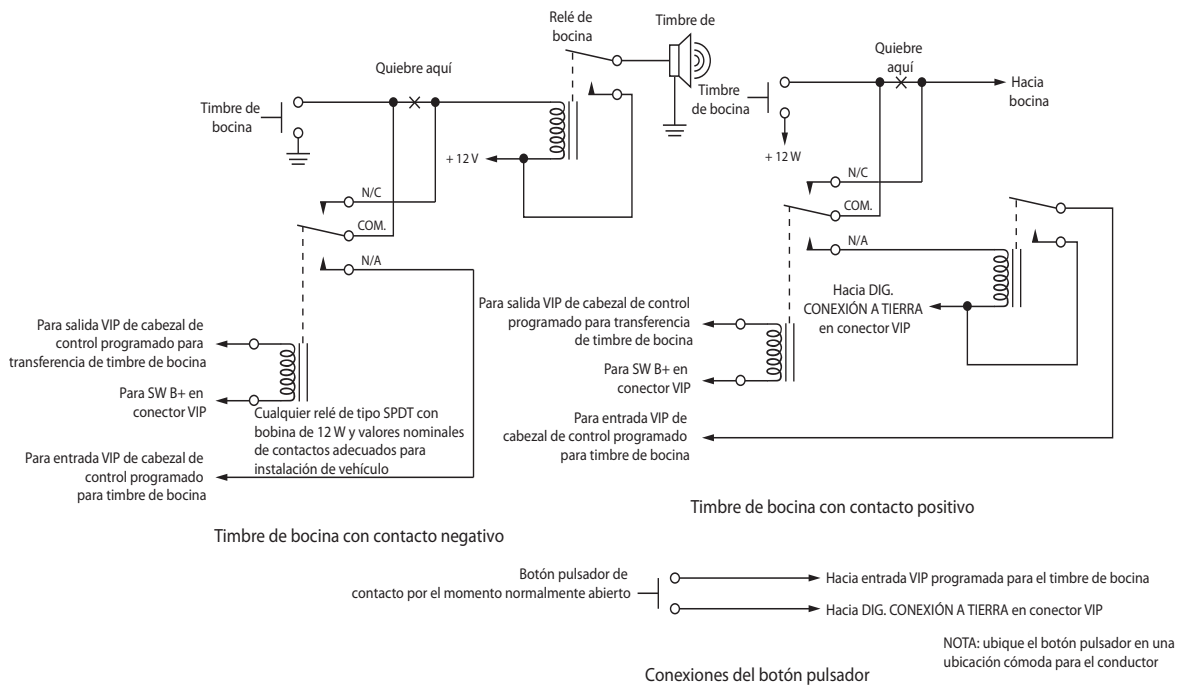 Relé de
bocina
Timbre de
Quiebre aquí
Timbre de
bocina
+ 12 V
N/C
COM.
N/A
Para salida VIP de cabezal de
control programado para
transferencia de timbre de bocina
Para SW B+ en
conector VIP
Cualquier relé de tipo SPDT con
bobina de 12 W y valores nominales
de contactos adecuados para
instalación de vehículo
Para entrada VIP de cabezal de
control programado
para timbre de bocina
Timbre de bocina con contacto negativo
Quiebre
aquí
Timbre
de bocina
Hacia
bocina
+ 12 W
N/C
COM.
N/A
Hacia DIG.
CONEXIÓN A TIERRA
en conector VIP
Para salida VIP de cabezal de control
programado para transferencia
de timbre de bocina
Para SW B+ en
conector VIP
Para entrada VIP de
cabezal de control programado
para timbre de bocina
Timbre de bocina con contacto positivo
Botón pulsador de
contacto por el momento normalmente abierto
Hacia entrada VIP programada para el timbre de bocina
Hacia DIG. CONEXIÓN A TIERRA en conector VIP
NOTA: ubique el botón pulsador en una
ubicación cómoda para el conductor
Conexiones del botón pulsador